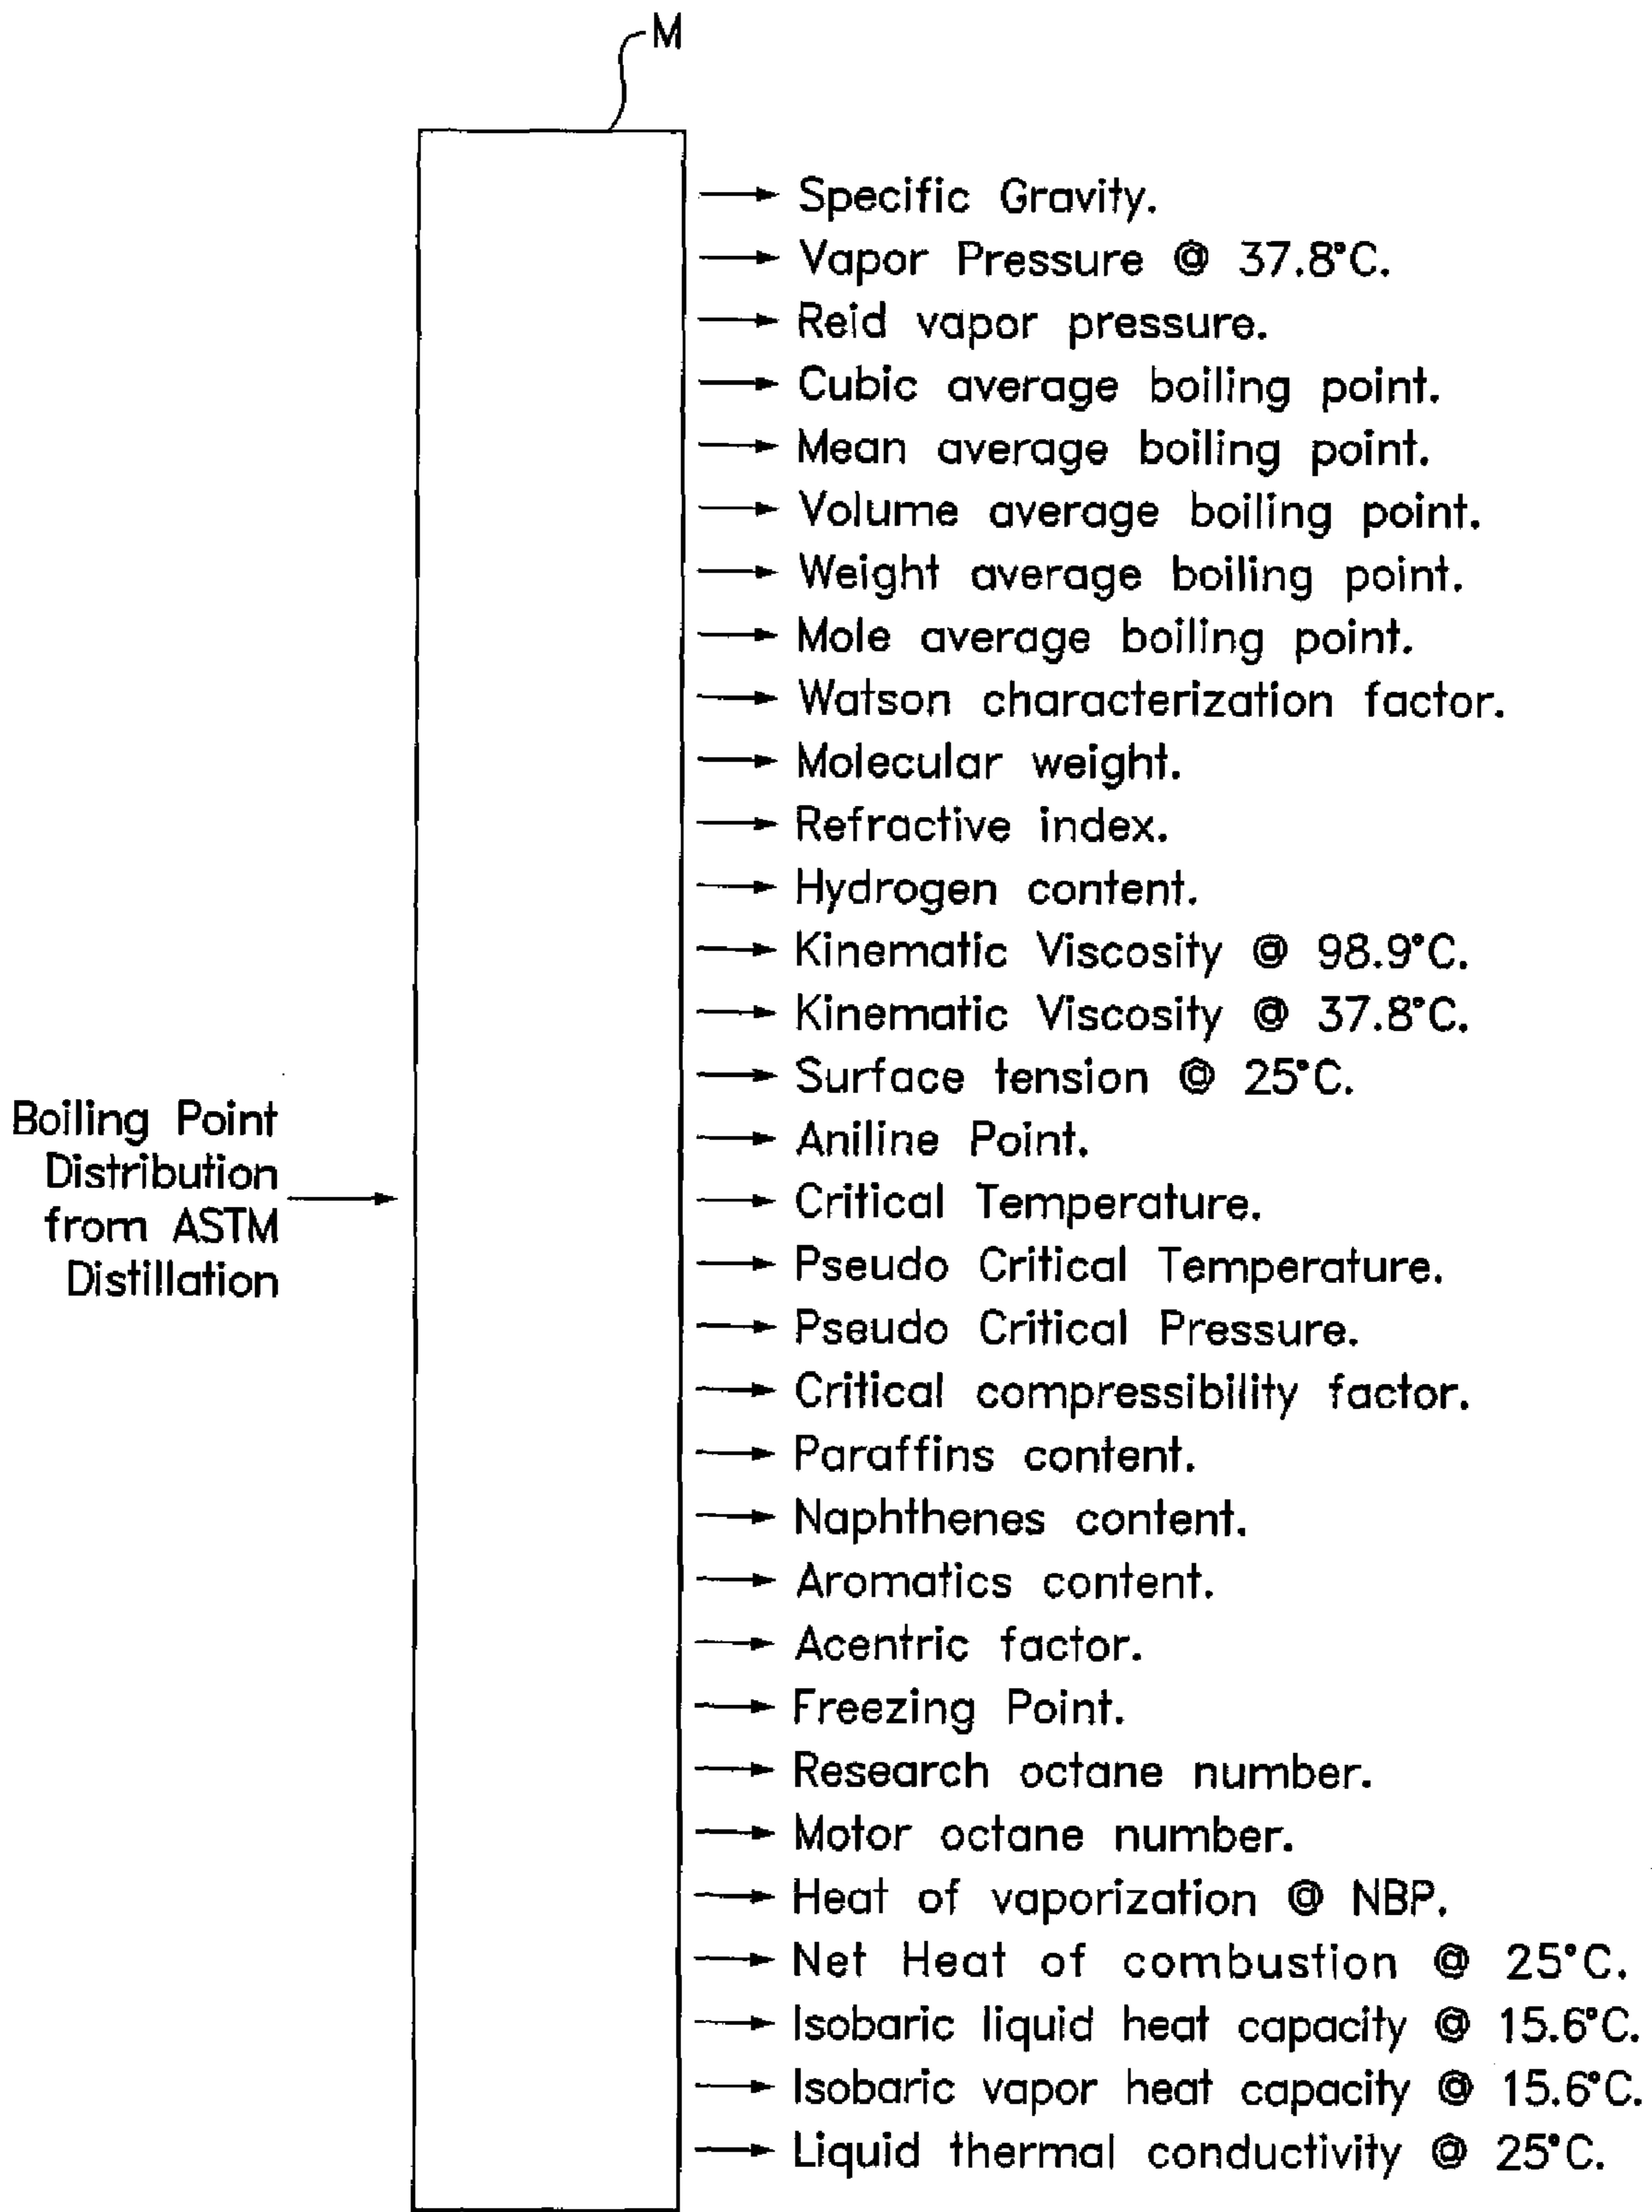 M
Specific Gravity.
Vapor Pressure @ 37.8°C.
Reid vapor pressure.
Cubic average boiling point.
Mean average boiling point.
Volume average boiling point.
Weight average boiling point.
Mole average boiling point.
Watson characterization factor.
Molecular weight.
Refractive index.
Hydrogen content.
Kinematic Viscosity @ 98.9°C.
Kinematic Viscosity @ 37.8°C.
Surface tension @ 25°C.
Boiling Point
Distribution
from ASTM
Distillation
Aniline Point.
Critical Temperature.
Pseudo Critical Temperature.
Pseudo Critical Pressure.
Critical compressibility factor.
Paraffins content.
Naphthenes content.
Aromatics content.
Acentric factor.
Freezing Point.
Research octane number.
Motor octane number.
Heat of vaporization @ NBP.
Net Heat of combustion @ 25°C.
Isobaric liquid heat capacity @ 15.6°C.
Isobaric vapor heat capacity @ 15.6°C.
Liquid thermal conductivity @ 25°C.